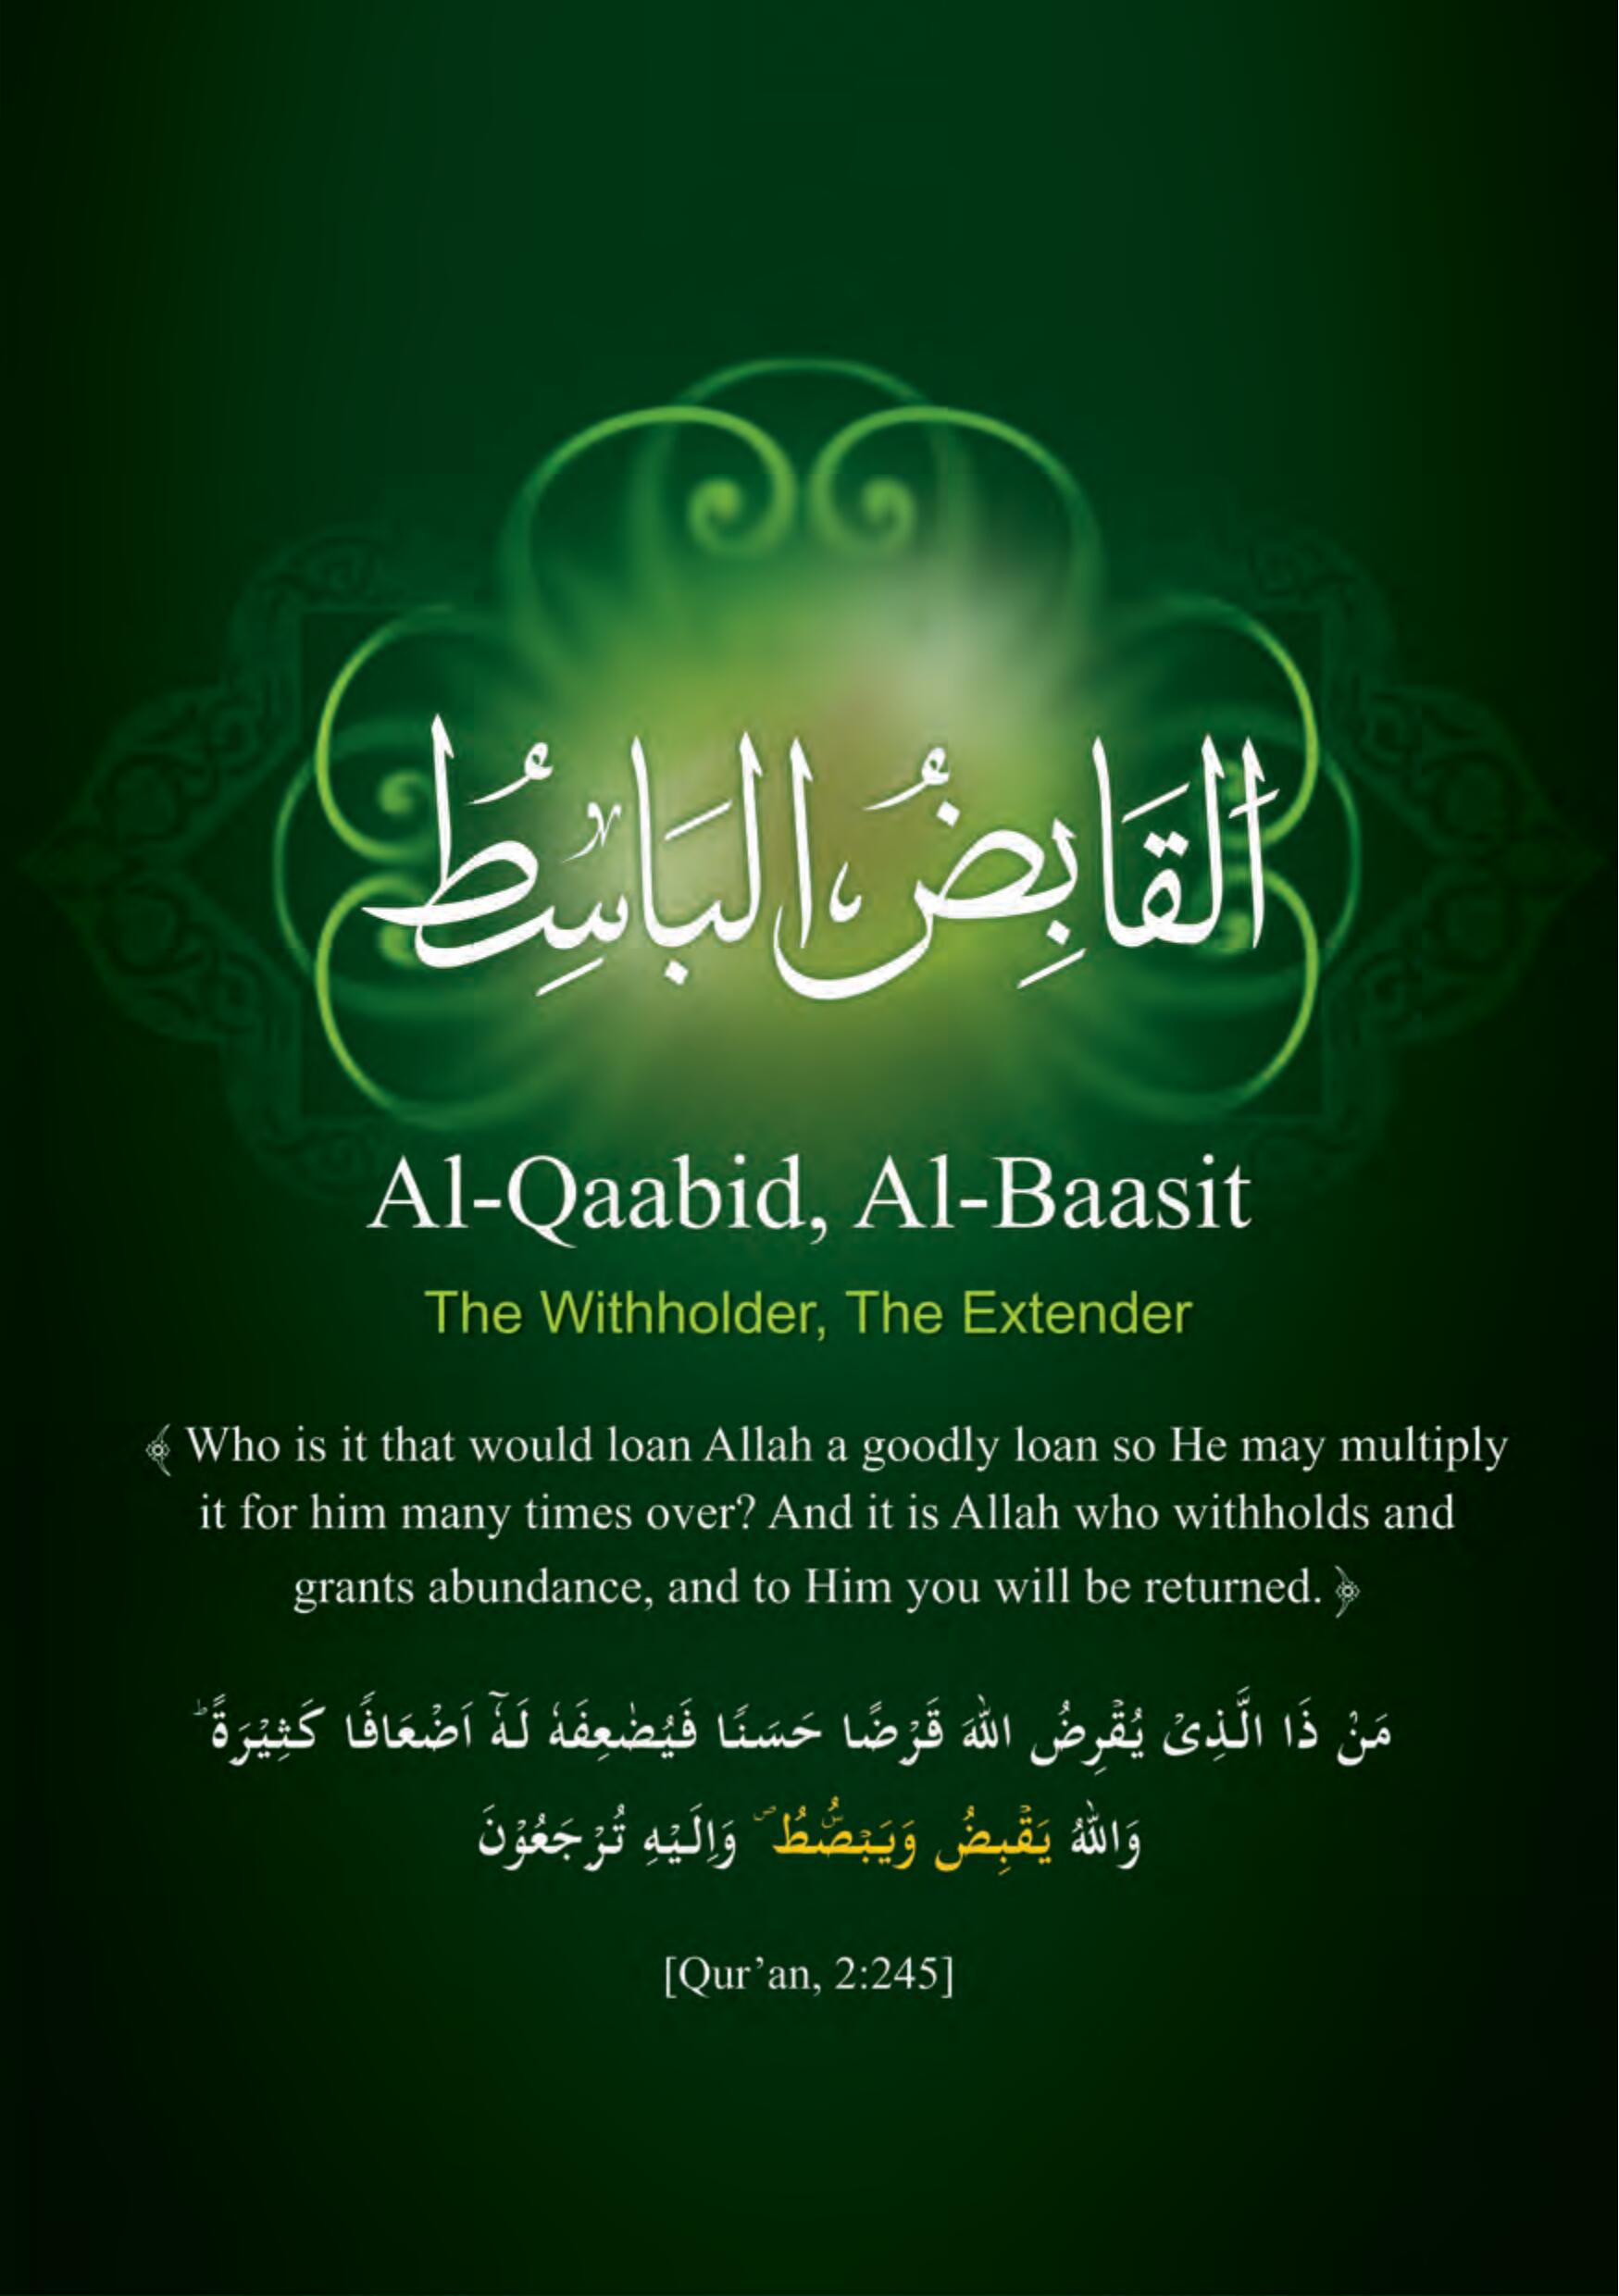 القَابِضُ، البَاسِطُ
Al-Qaabid, Al-Baasit
The Withholder, The Extender
﴾ Who is it that would loan Allah a goodly loan so He may multiply
it for him many times over? And it is Allah who withholds and
grants abundance, and to Him you will be returned. ﴿
مَنْ ذَا الَّذِىْ يُقْرِضُ اللّٰهَ قَرْضًا حَسَنًا فَيُضٰعِفَهٗ لَهٗٓ اَضْعَافًا كَثِيْرَةًؕ
وَاللّٰهُ يَقْبِضُ وَيَبْصُۜطُ ۪ وَاِلَيْهِ تُرْجَعُوْنَ
[Qur’an, 2:245]